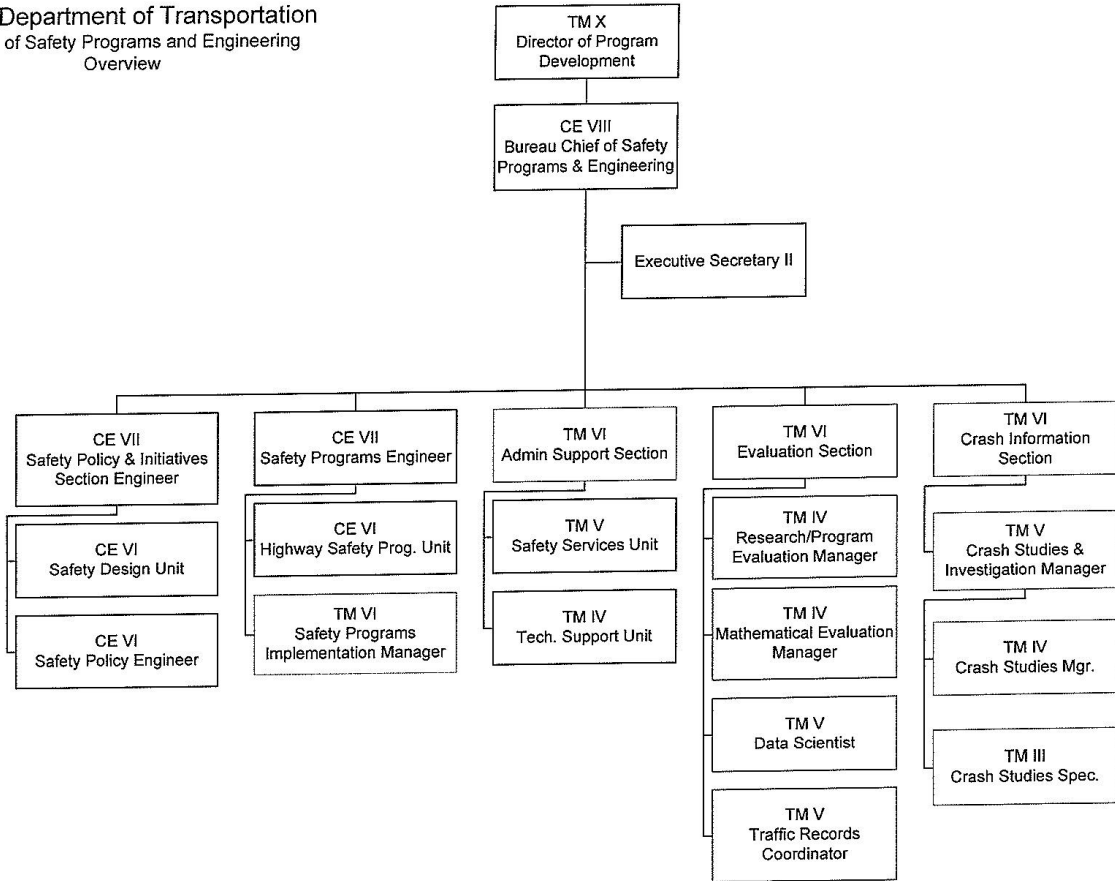 Department of Transportation
of Safety Programs and Engineering
Overview
TM X
Director of Program
Development
CE VIII
Bureau Chief of Safety
Programs & Engineering
Executive Secretary II
CE VII
Safety Policy & Initiatives
Section Engineer
CE VI
Safety Design Unit
CE VI
Safety Policy Engineer
CE VII
Safety Programs Engineer
CE VI
Highway Safety Prog. Unit
TM VI
Safety Programs
Implementation Manager
TM VI
Admin Support Section
TM V
Safety Services Unit
TM IV
Tech. Support Unit
TM VI
Evaluation Section
TM IV
Research/Program
Evaluation Manager
TM IV
Mathematical Evaluation
Manager
TM V
Data Scientist
TM V
Traffic Records
Coordinator
TM VI
Crash Information
Section
TM V
Crash Studies &
Investigation Manager
TM IV
Crash Studies Mgr.
TM III
Crash Studies Spec.